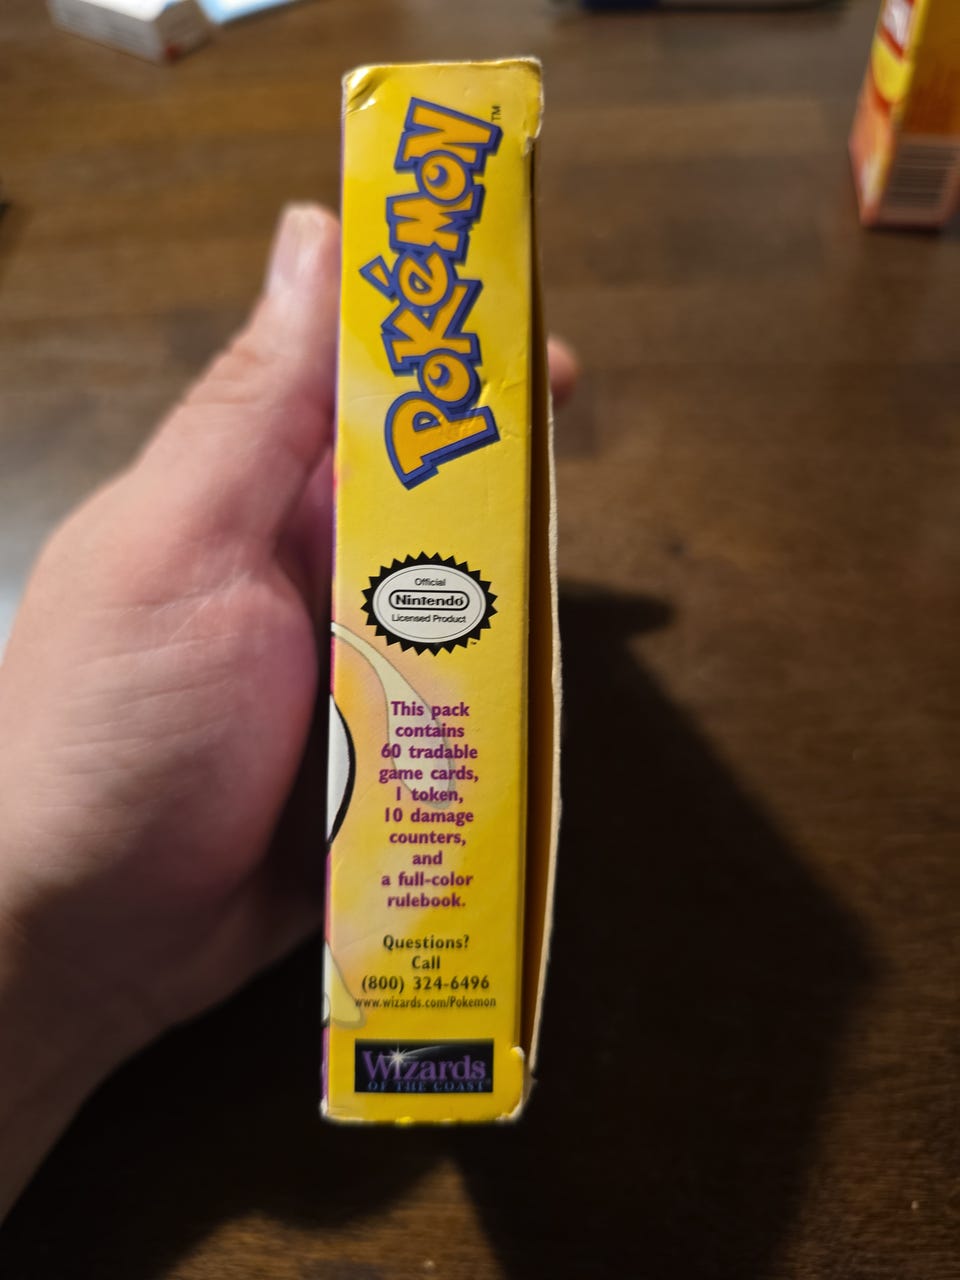 POKéMON™
Official
Nintendo
Licensed Product
This pack
contains
60 tradable
game cards,
1 token,
10 damage
counters,
and
a full-color
rulebook.
Questions?
Call
(800) 324-6496
www.wizards.com/Pokemon
Wizards
OF THE COAST